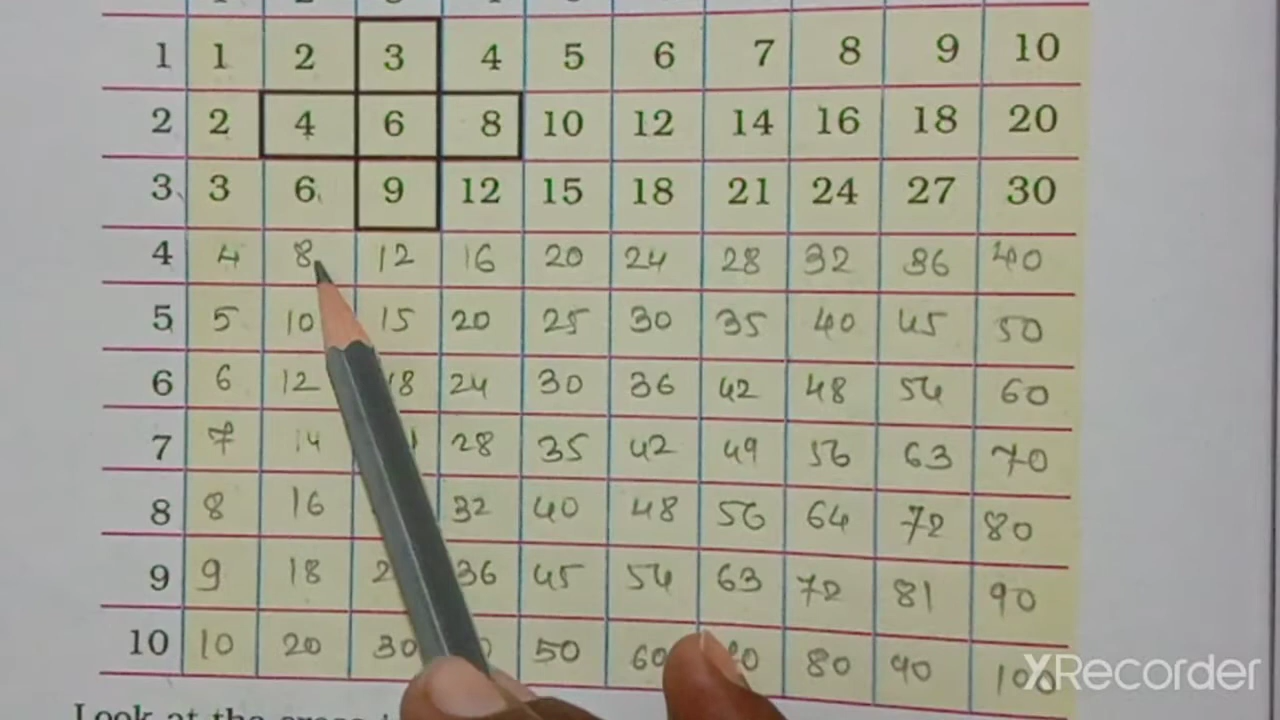 1 1 2 3 4 5 6 7 8 9 10
2 2 4 6 8 10 12 14 16 18 20
3 3 6 9 12 15 18 21 24 27 30
4 4 8 12 16 20 24 28 32 36 40
5 5 10 15 20 25 30 35 40 45 50
6 6 12 18 24 30 36 42 48 54 60
7 7 14 28 35 42 49 56 63 70
8 8 16 32 40 48 56 64 72 80
9 9 18 36 45 54 63 72 81 90
10 10 20 30 50 60 80 90 100
XRecorder
Look at the cross